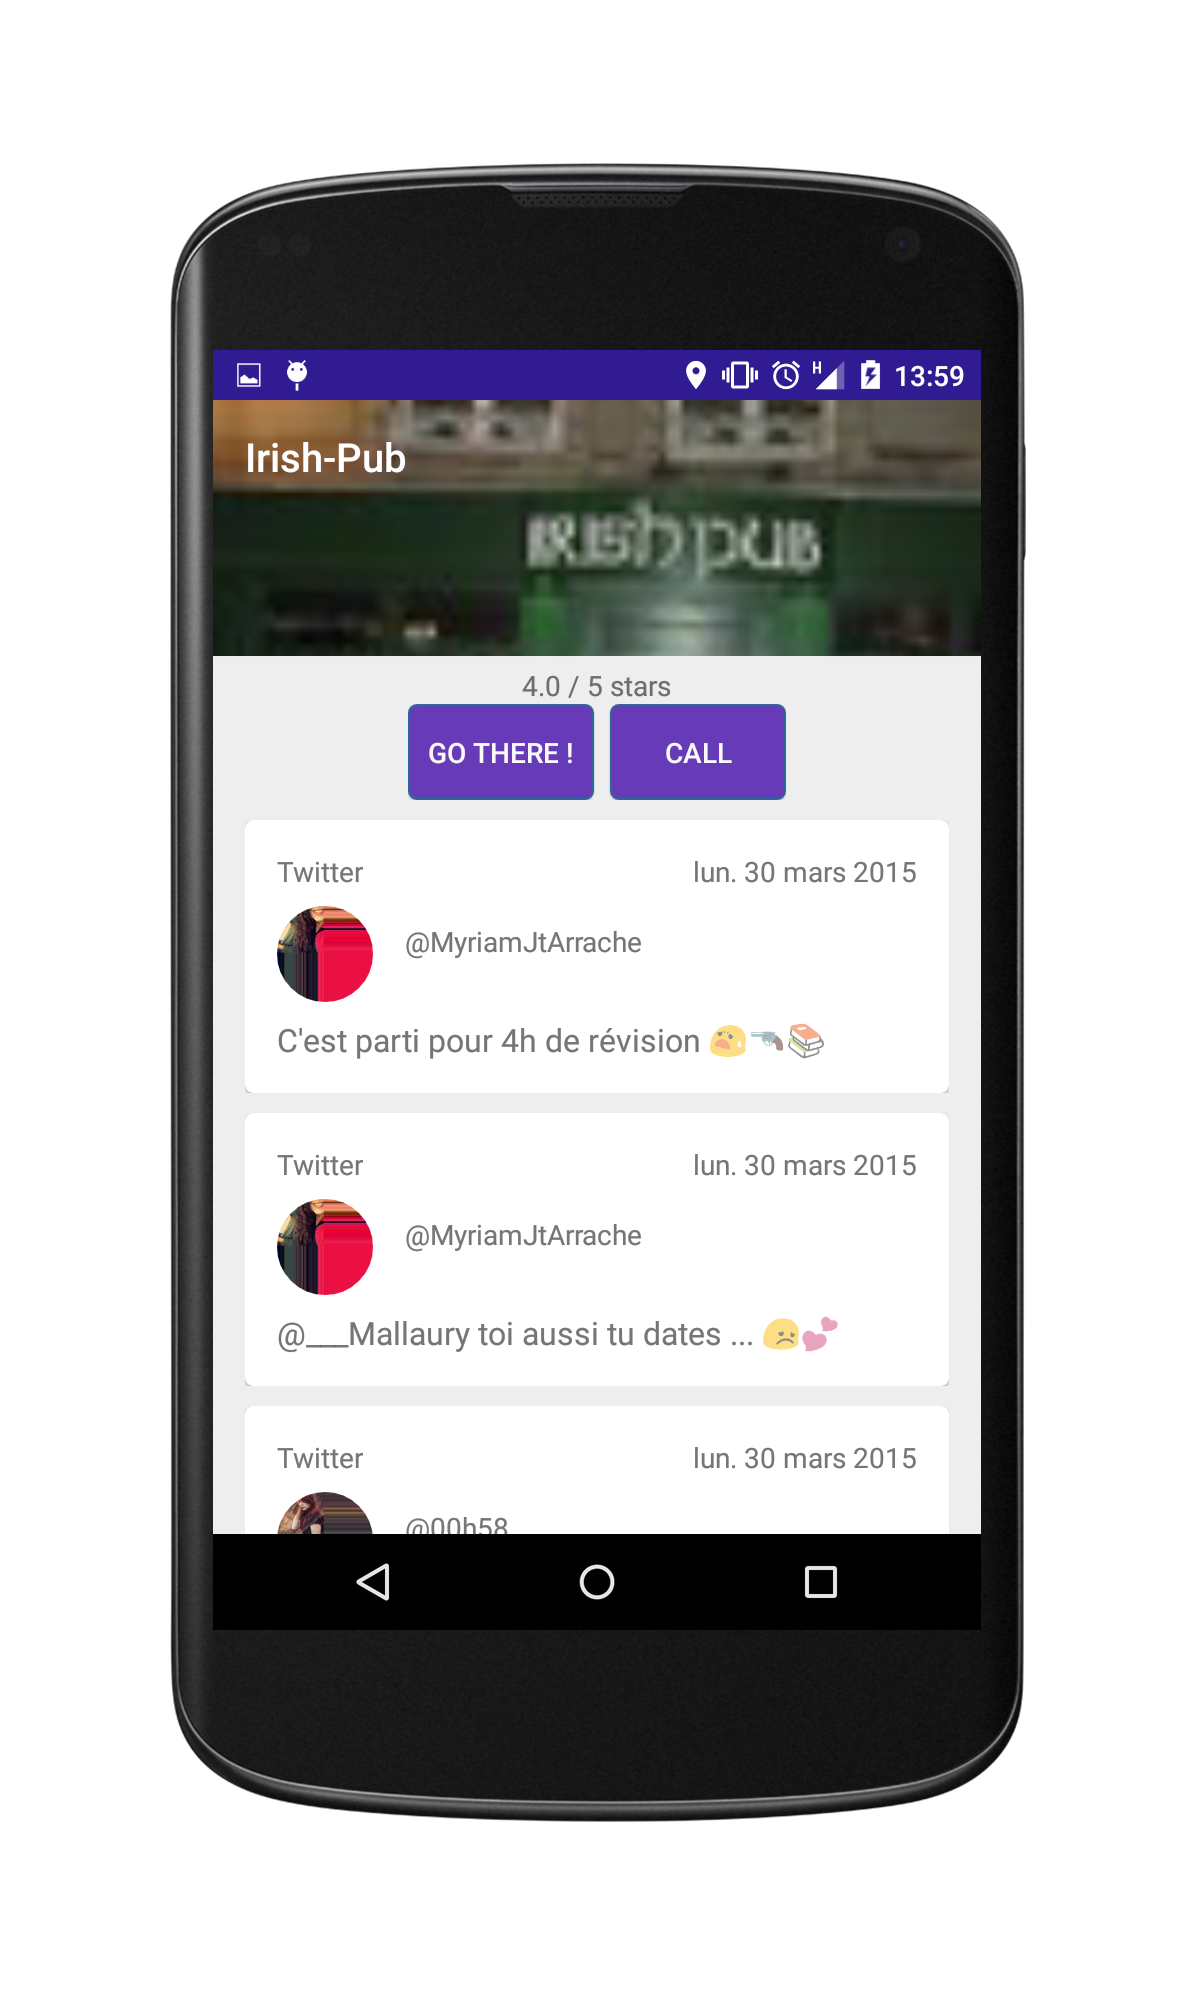 H 13:59
Irish-Pub
IRISH PUB
4.0 / 5 stars
GO THERE ! CALL
Twitter lun. 30 mars 2015
@MyriamJtArrache
C'est parti pour 4h de révision 😧🔫📚
Twitter lun. 30 mars 2015
@MyriamJtArrache
@___Mallaury toi aussi tu dates ... 😞💕
Twitter lun. 30 mars 2015
@00h58